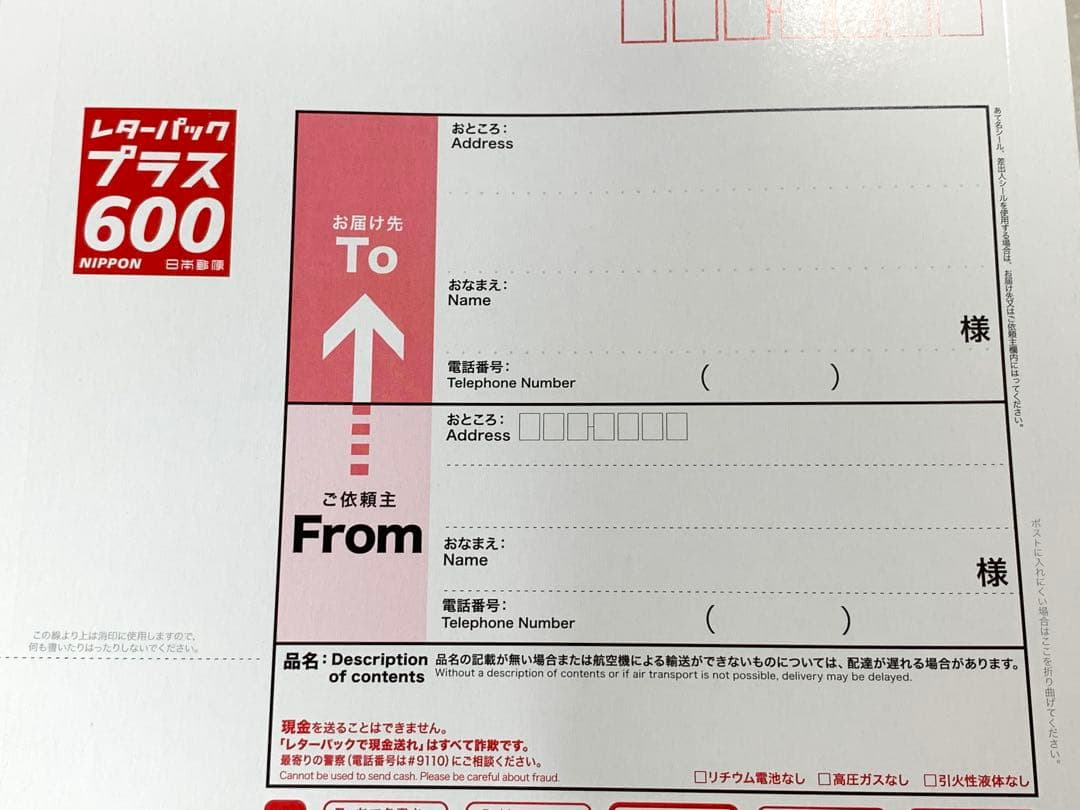 レターパック
プラス
600
NIPPON 日本郵便
お届け先
To
おところ：
Address
おなまえ：
Name
様
電話番号：
Telephone Number ( )
ご依頼主
From
おところ：
Address
おなまえ：
Name
様
電話番号：
Telephone Number ( )
あて名シール、差出人シールを使用する場合は、お届け先又はご依頼主欄内にはってください。
ポストに入れにくい場合はここを折り曲げてください。
この線より上は消印に使用しますので、
何も書いたりはったりしないでください。
品名：Description
of contents
品名の記載が無い場合または航空機による輸送ができないものについては、配達が遅れる場合があります。
Without a description of contents or if air transport is not possible, delivery may be delayed.
現金を送ることはできません。
「レターパックで現金送れ」はすべて詐欺です。
最寄りの警察（電話番号は#9110）にご相談ください。
Cannot be used to send cash. Please be careful about fraud.
□リチウム電池なし □高圧ガスなし □引火性液体なし